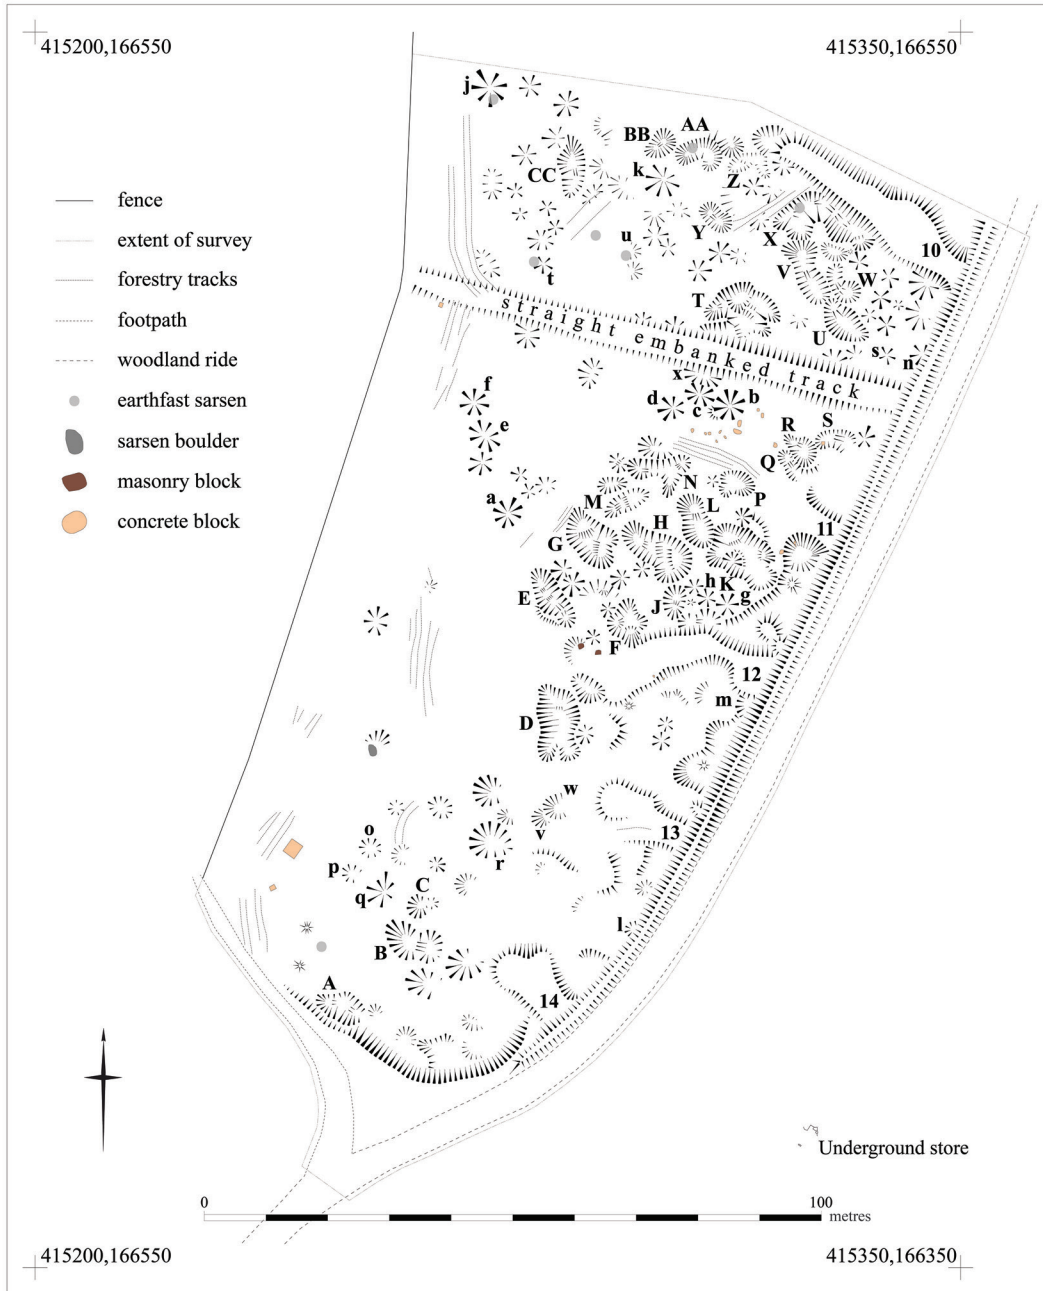 415200,166550
415350,166550
j
BB
AA
CC
k
Z
fence
extent of survey
forestry tracks
footpath
woodland ride
earthfast sarsen
sarsen boulder
masonry block
concrete block
Y
u
X
10
t
V
W
T
U
s
n
straight embanked track
x
f
d
c
b
e
R
S
Q
N
a
M
L
P
H
G
11
E
h
K
g
J
F
12
D
m
w
o
v
13
p
r
q
C
l
B
A
14
Underground store
0
100
metres
415200,166550
415350,166350